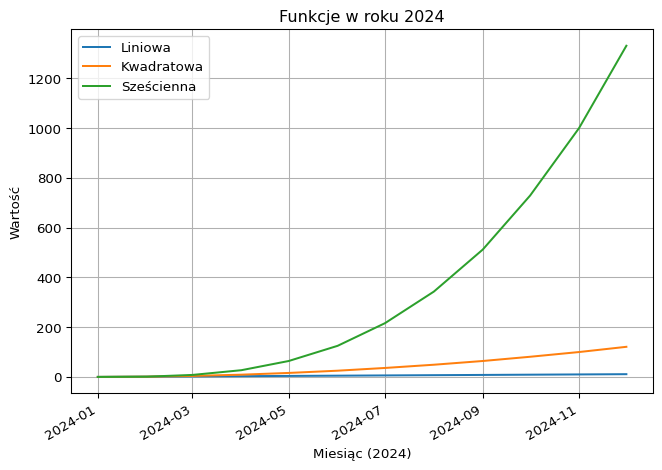 Funkcje w roku 2024
Liniowa
Kwadratowa
Sześcienna
Wartość
1200
1000
800
600
400
200
0
2024-01
2024-03
2024-05
2024-07
2024-09
2024-11
Miesiąc (2024)